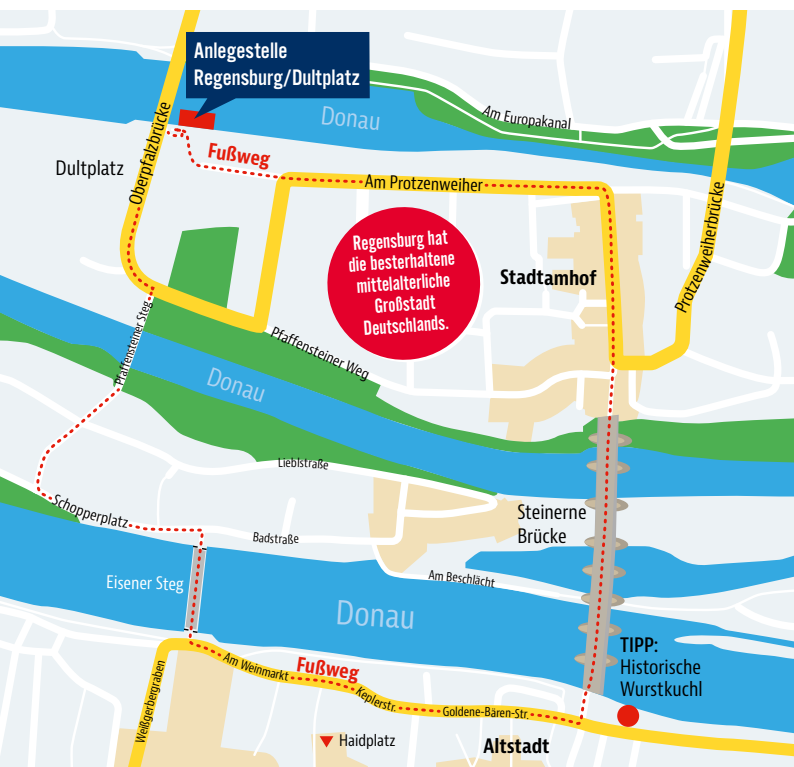 Anlegestelle
Regensburg/Dultplatz
Donau
Am Europakanal
Oberpfalzbrücke
Fußweg
Dultplatz
Am Protzenweiher
Protzenweiherbrücke
Regensburg hat
die besterhaltene
mittelalterliche
Großstadt
Deutschlands.
Stadtamhof
Pfaffensteiner Steg
Pfaffensteiner Weg
Donau
Lieblstraße
Schopperplatz
Badstraße
Steinerne
Brücke
Am Beschlächt
Eisener Steg
Donau
TIPP:
Historische
Wurstkuchl
Weißgerbergraben
Am Weinmarkt
Fußweg
Keplerstr.
Goldene-Bären-Str.
Haidplatz
Altstadt